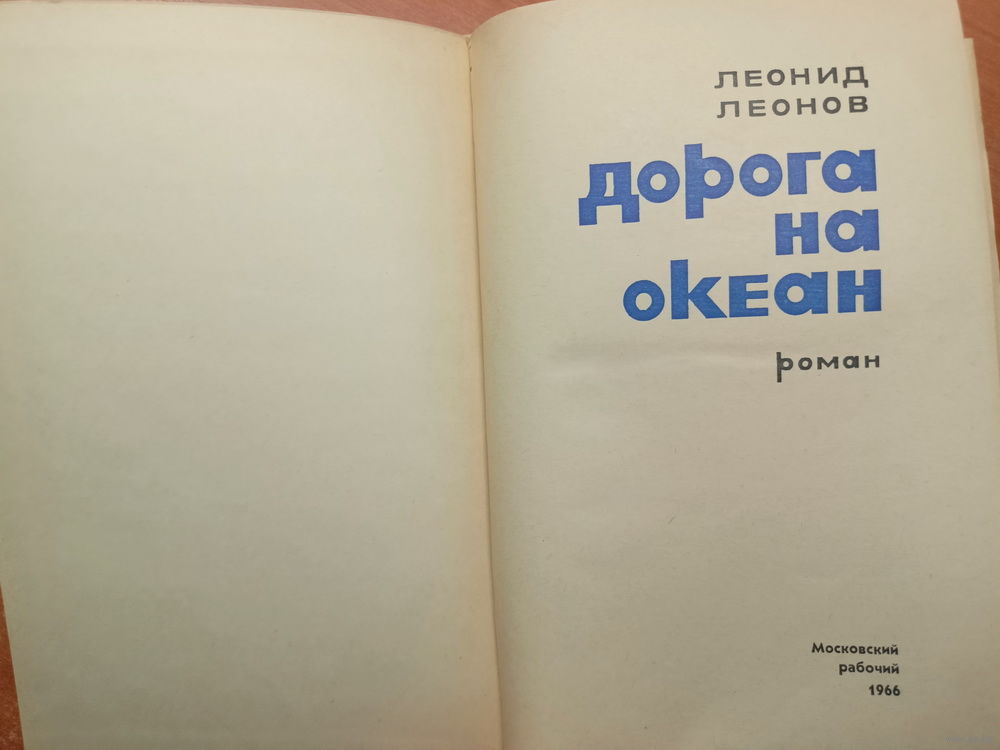 ЛЕОНИД
ЛЕОНОВ
дорога
на
океан
роман
Московский
рабочий
1966